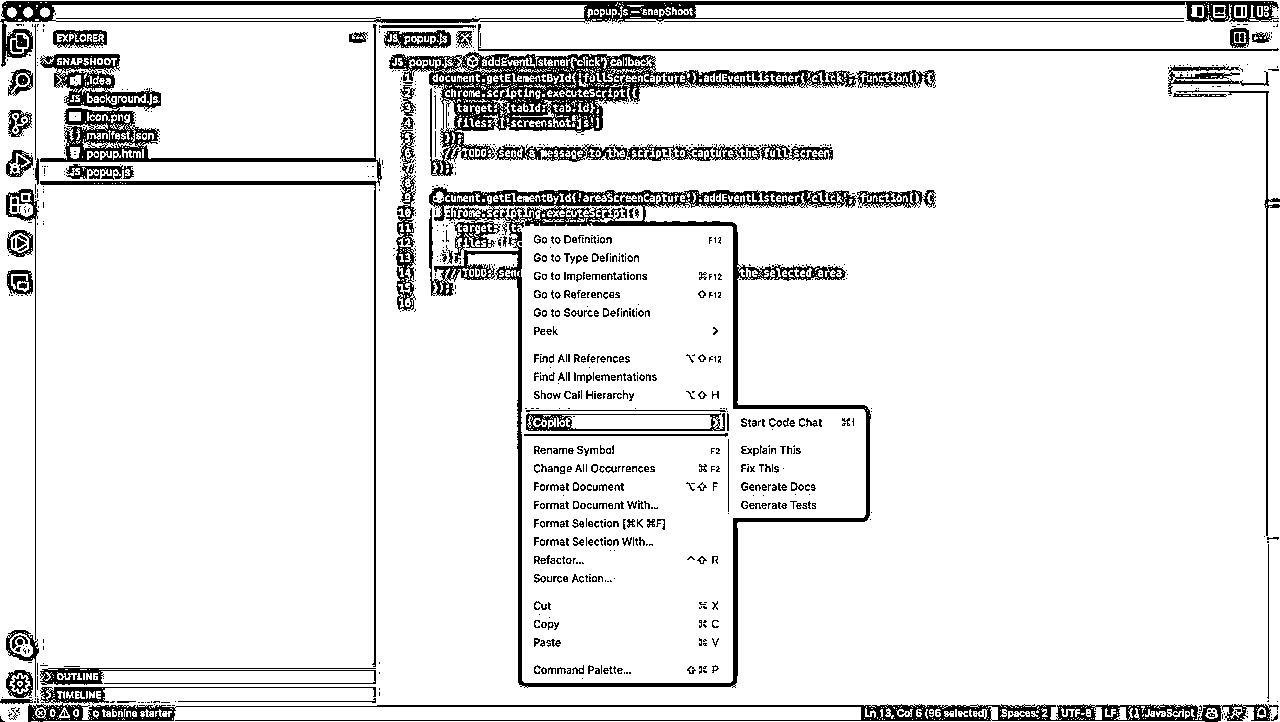 popup.js — snapShoot
EXPLORER
SNAPSHOOT
.idea
JS background.js
icon.png
{} manifest.json
popup.html
JS popup.js
OUTLINE
TIMELINE
JS popup.js
JS popup.js > addEventListener('click') callback
1 document.getElementById('fullScreenCapture').addEventListener('click', function() {
2 chrome.scripting.executeScript({
3 target: {tabId: tab.id},
4 files: ['screenshot.js']
5 });
6 // TODO: send a message to the script to capture the full screen
7 });
8
9 document.getElementById('areaScreenCapture').addEventListener('click', function() {
10 chrome.scripting.executeScript({
11 target: {ta
12 files: ['sc
13 });
14 // TODO: send the selected area
15 });
16
Go to Definition F12
Go to Type Definition
Go to Implementations ⌘F12
Go to References ⇧F12
Go to Source Definition
Peek >
Find All References ⌥⇧F12
Find All Implementations
Show Call Hierarchy ⌥⇧ H
Copilot >
Start Code Chat ⌘I
Explain This
Fix This
Generate Docs
Generate Tests
Rename Symbol F2
Change All Occurrences ⌘F2
Format Document ⌥⇧ F
Format Document With...
Format Selection [⌘K ⌘F]
Format Selection With...
Refactor... ^⇧ R
Source Action...
Cut ⌘ X
Copy ⌘ C
Paste ⌘ V
Command Palette... ⇧⌘ P
0 0 tabnine starter
Ln 13, Col 6 (96 selected) Spaces: 2 UTF-8 LF {} JavaScript